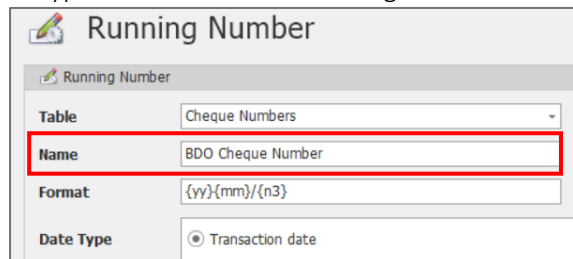 Running Number
Running Number
Table Cheque Numbers
Name BDO Cheque Number
Format {yy}{mm}/{n3}
Date Type Transaction date